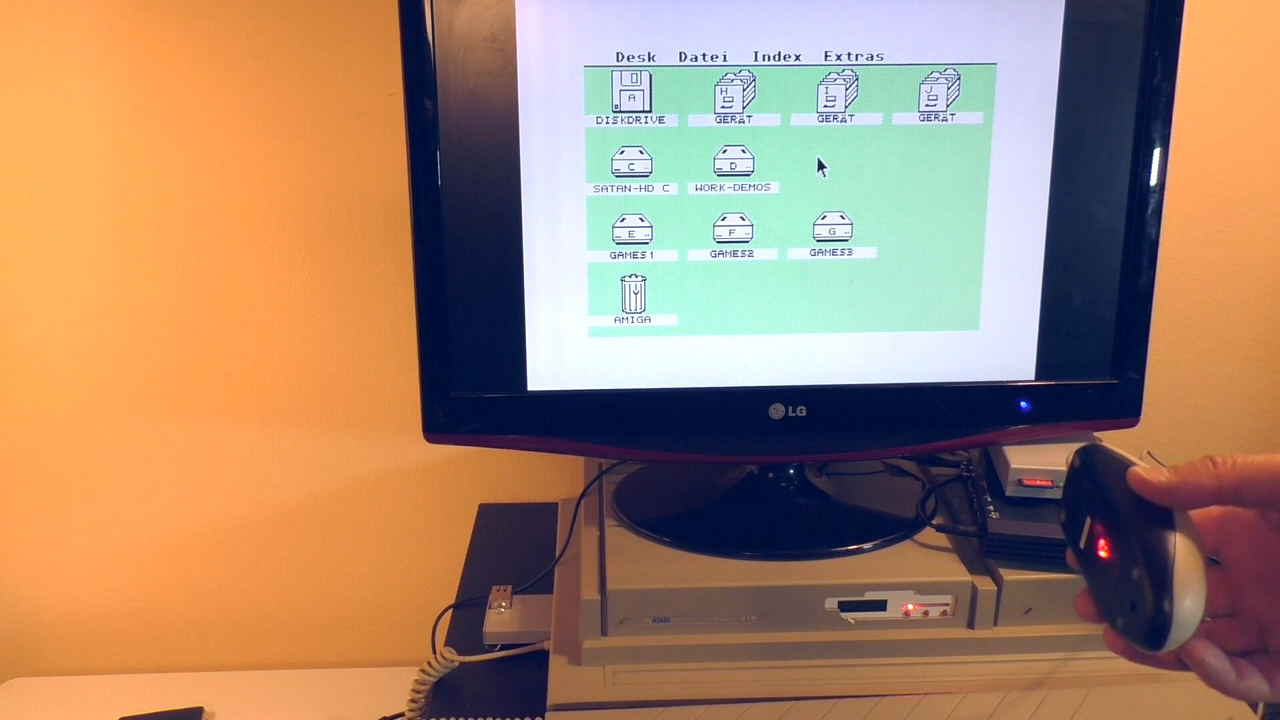 Desk Datei Index Extras
A H I J
DISKDRIVE GERÄT GERÄT GERÄT
C D
SATAN-HD C WORK-DEMOS
E F G
GAMES1 GAMES2 GAMES3
AMIGA
LG
ATARI